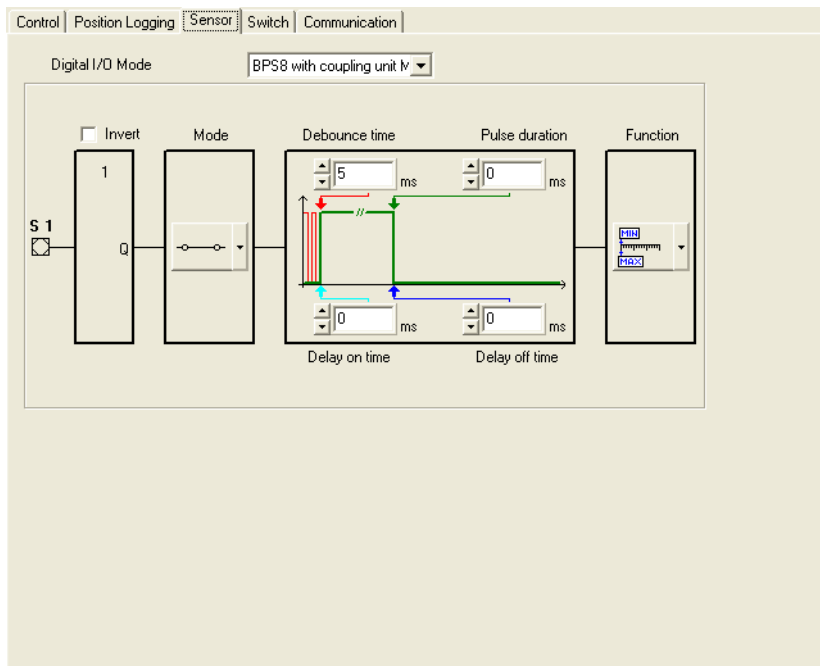 Control Position Logging Sensor Switch Communication
Digital I/O Mode BPS8 with coupling unit M
Invert Mode Debounce time Pulse duration Function
1 5 ms 0 ms
S 1
Q
MIN
MAX
0 ms 0 ms
Delay on time Delay off time